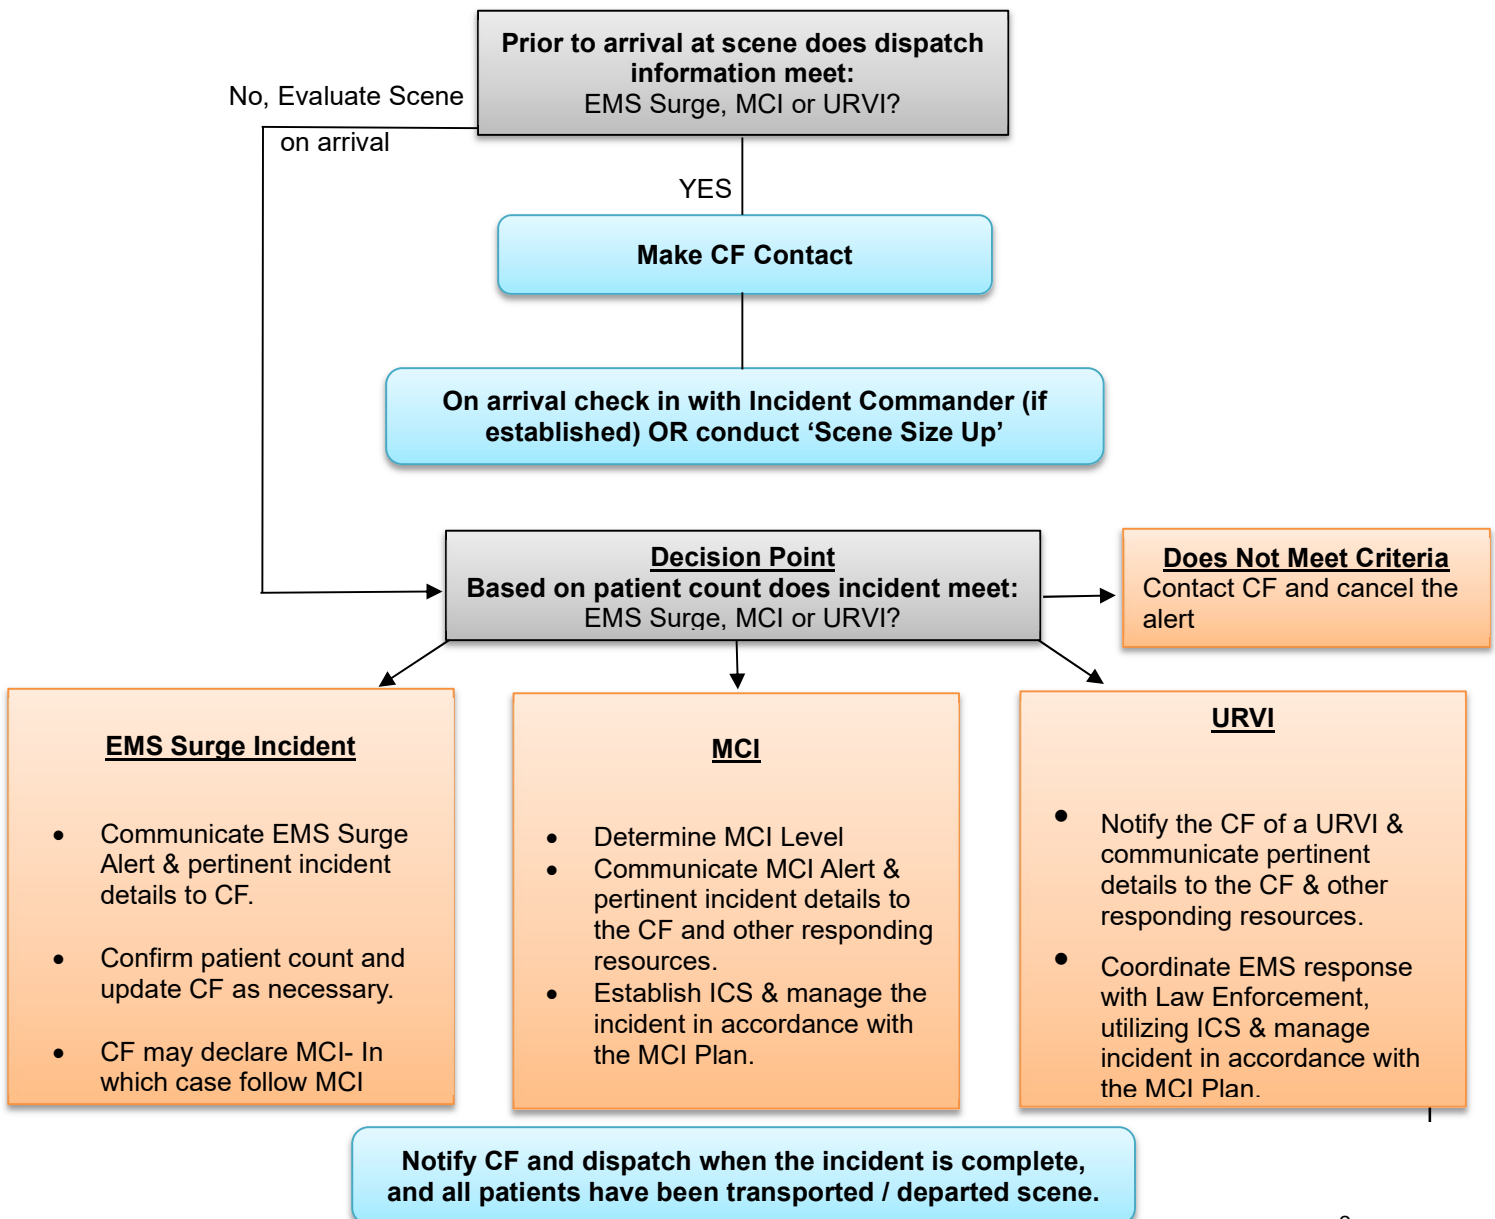 Prior to arrival at scene does dispatch
information meet:
EMS Surge, MCI or URVI?
No, Evaluate Scene
on arrival
YES
Make CF Contact
On arrival check in with Incident Commander (if
established) OR conduct ‘Scene Size Up’
Decision Point
Based on patient count does incident meet:
EMS Surge, MCI or URVI?
Does Not Meet Criteria
Contact CF and cancel the
alert
EMS Surge Incident
• Communicate EMS Surge
Alert & pertinent incident
details to CF.
• Confirm patient count and
update CF as necessary.
• CF may declare MCI- In
which case follow MCI
MCI
• Determine MCI Level
• Communicate MCI Alert &
pertinent incident details to
the CF and other responding
resources.
• Establish ICS & manage the
incident in accordance with
the MCI Plan.
URVI
• Notify the CF of a URVI &
communicate pertinent
details to the CF & other
responding resources.
• Coordinate EMS response
with Law Enforcement,
utilizing ICS & manage
incident in accordance with
the MCI Plan.
Notify CF and dispatch when the incident is complete,
and all patients have been transported / departed scene.